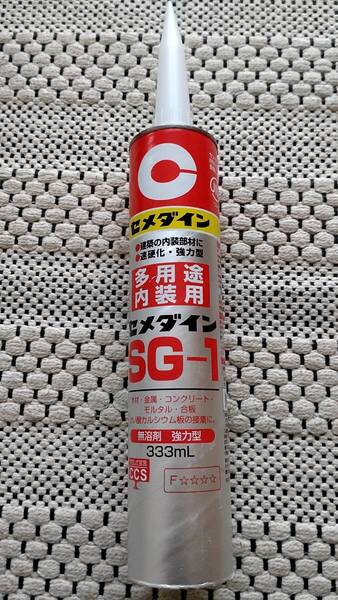 セメダイン
●建築の内装部材に
●速硬化・強力型
多用途
内装用
セメダイン
SG-1
木材・金属・コンクリート・
モルタル・合板
けい酸カルシウム板の接着に。
無溶剤 強力型
333mL
CCS
F☆☆☆☆